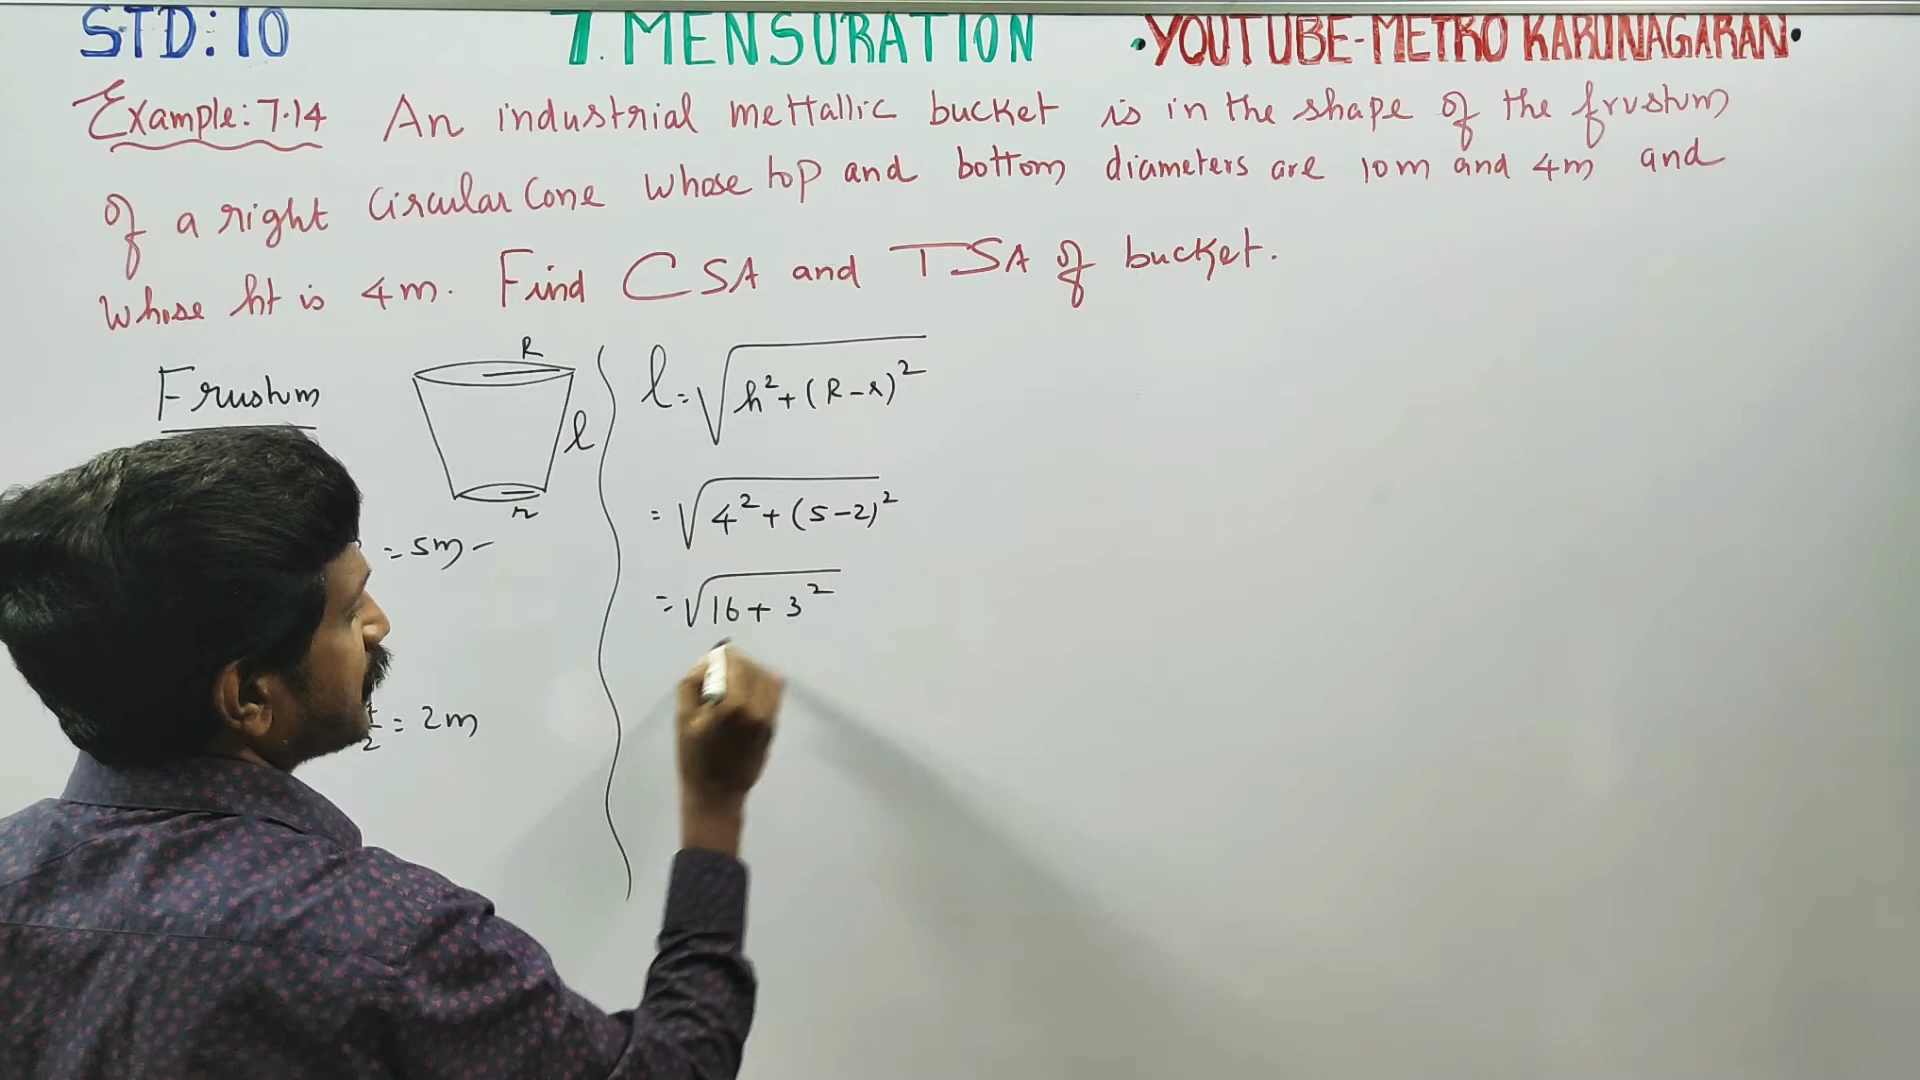 STD: 10
7. MENSURATION
•YOUTUBE-METRO KARUNAGARAN•
Example: 7.14 An industrial mettallic bucket is in the shape of the frustum
of a right circular cone whose top and bottom diameters are 10m and 4m and
whose ht is 4m. Find CSA and TSA of bucket.
Frustum
R
l
r
= 5m -
2 = 2m
l = √h² + (R-r)²
= √4² + (5-2)²
= √16 + 3²